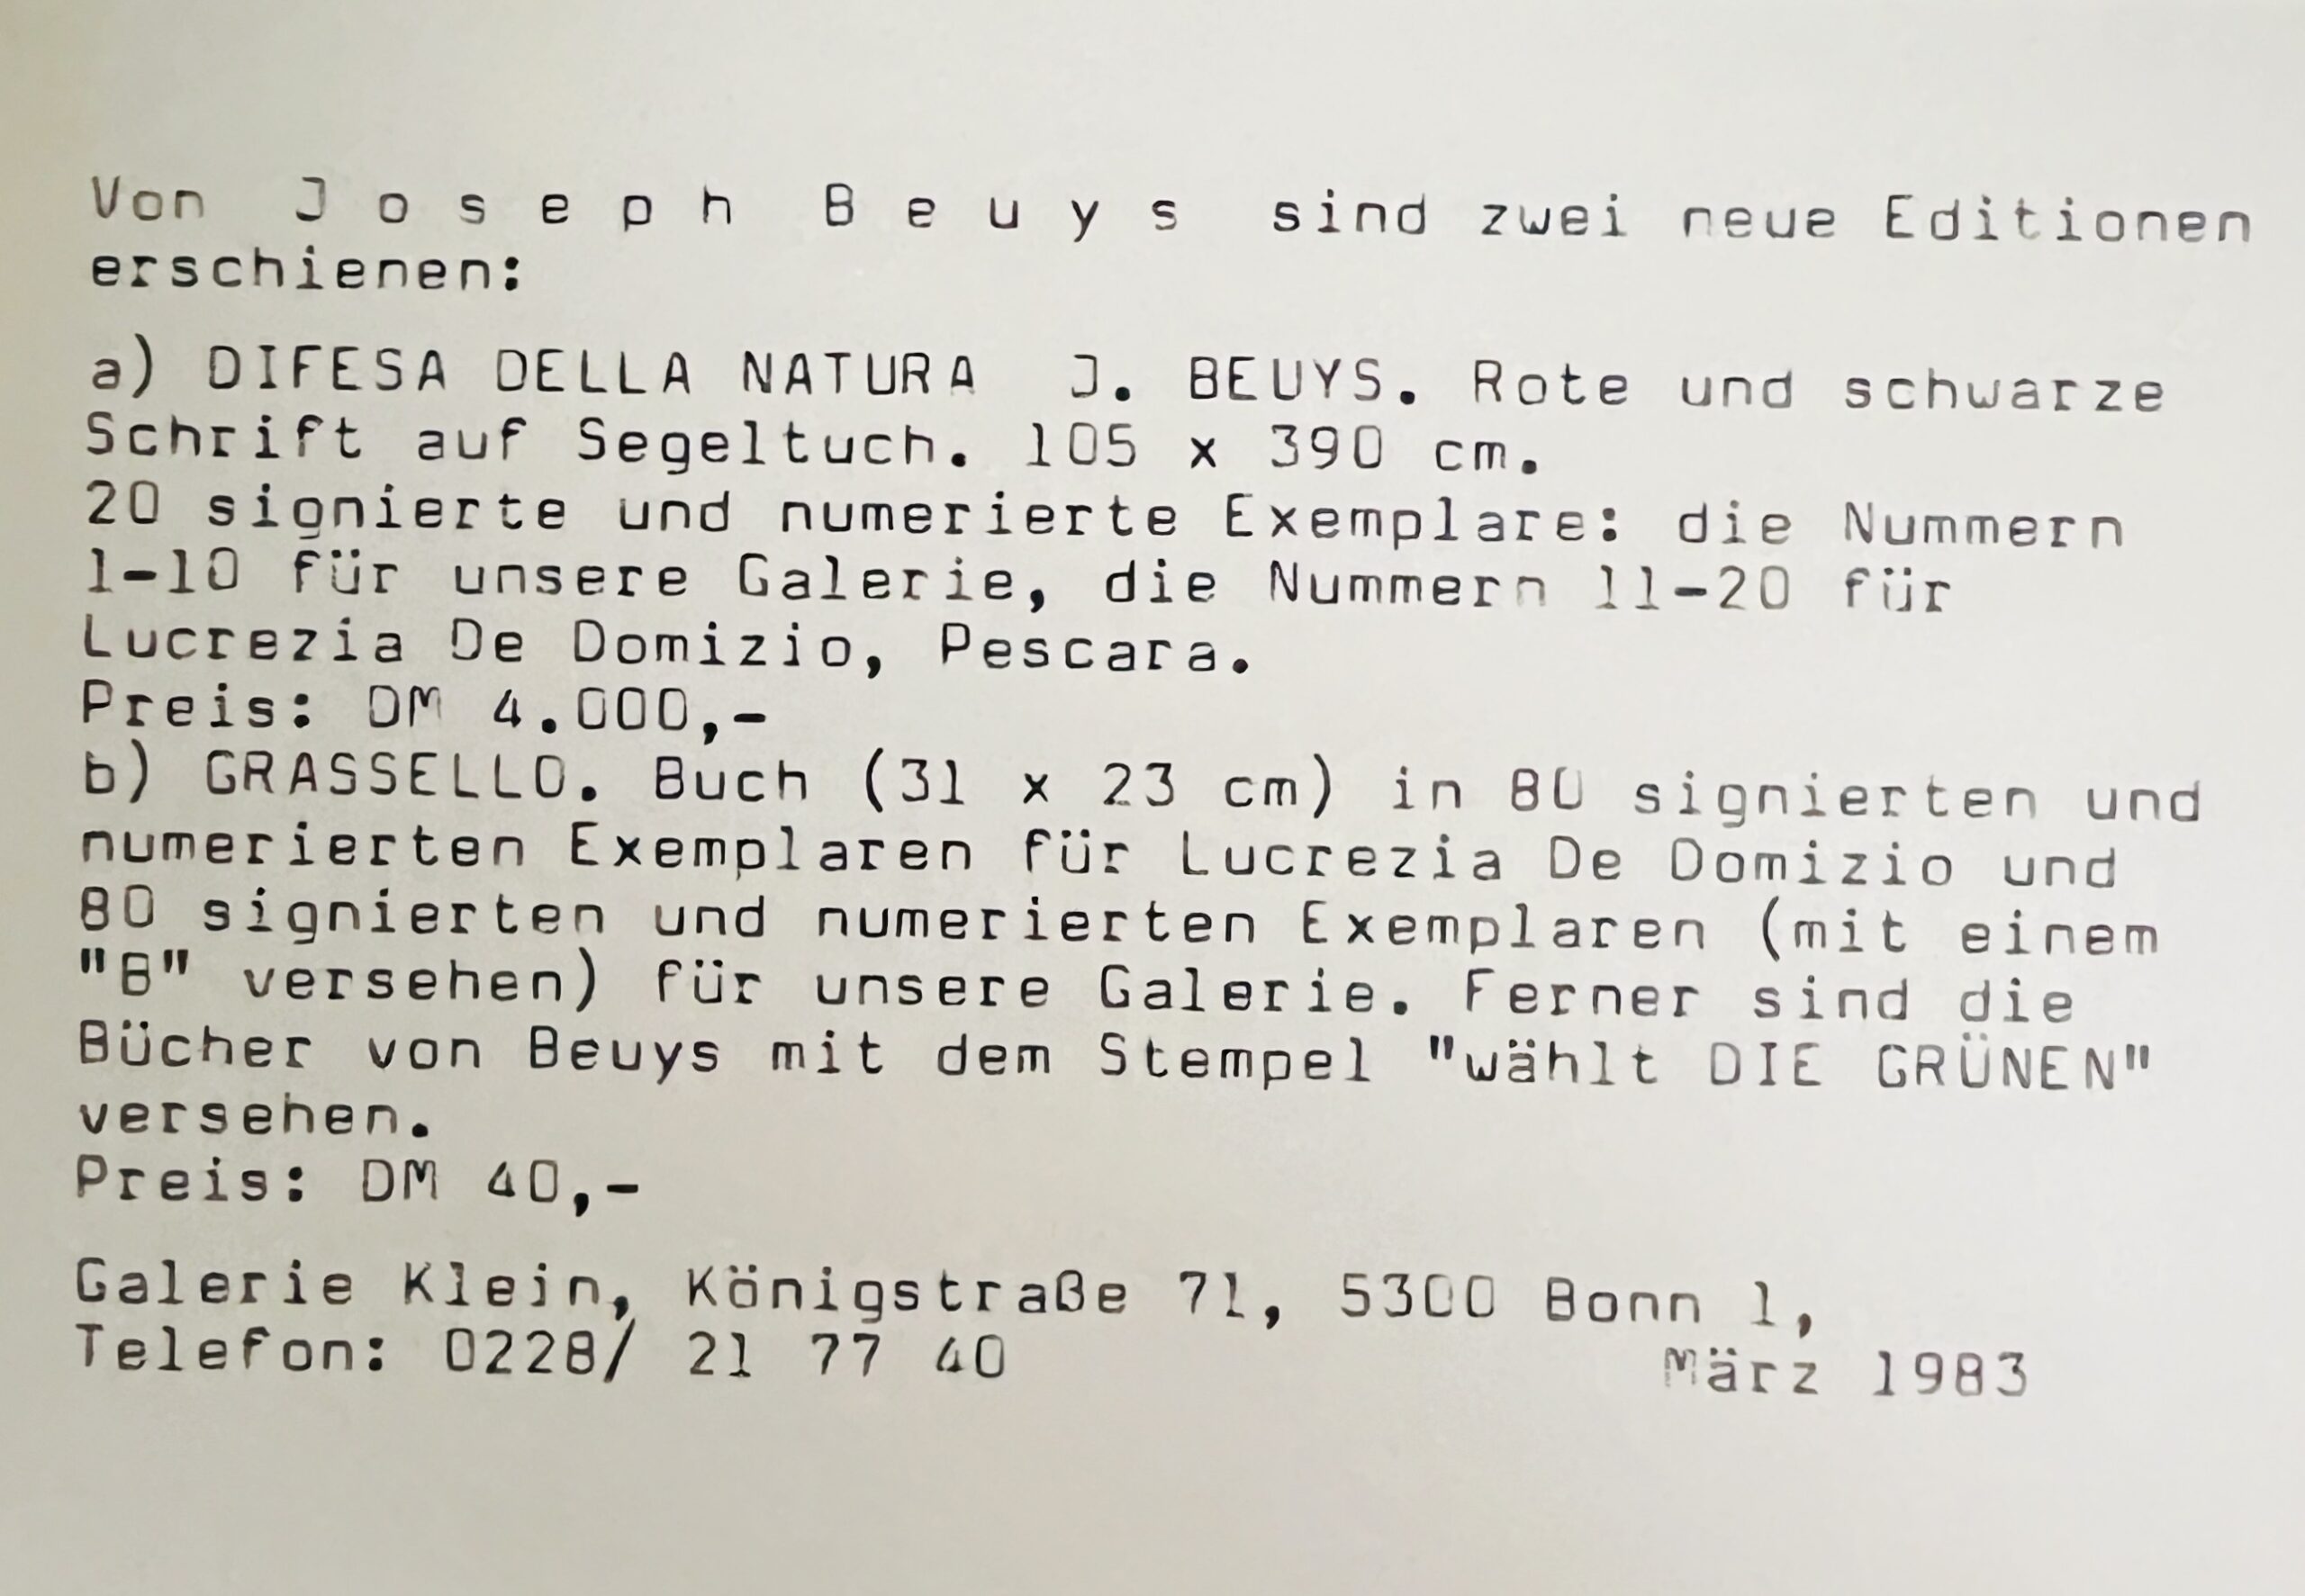 Von J o s e p h B e u y s sind zwei neue Editionen
erschienen:
a) DIFESA DELLA NATURA J. BEUYS. Rote und schwarze
Schrift auf Segeltuch. 105 x 390 cm.
20 signierte und numerierte Exemplare: die Nummern
1-10 für unsere Galerie, die Nummern 11-20 für
Lucrezia De Domizio, Pescara.
Preis: DM 4.000,-
b) GRASSELLO. Buch (31 x 23 cm) in 80 signierten und
numerierten Exemplaren für Lucrezia De Domizio und
80 signierten und numerierten Exemplaren (mit einem
"B" versehen) für unsere Galerie. Ferner sind die
Bücher von Beuys mit dem Stempel "wählt DIE GRÜNEN"
versehen.
Preis: DM 40,-
Galerie Klein, Königstraße 71, 5300 Bonn 1,
Telefon: 0228/ 21 77 40
März 1983